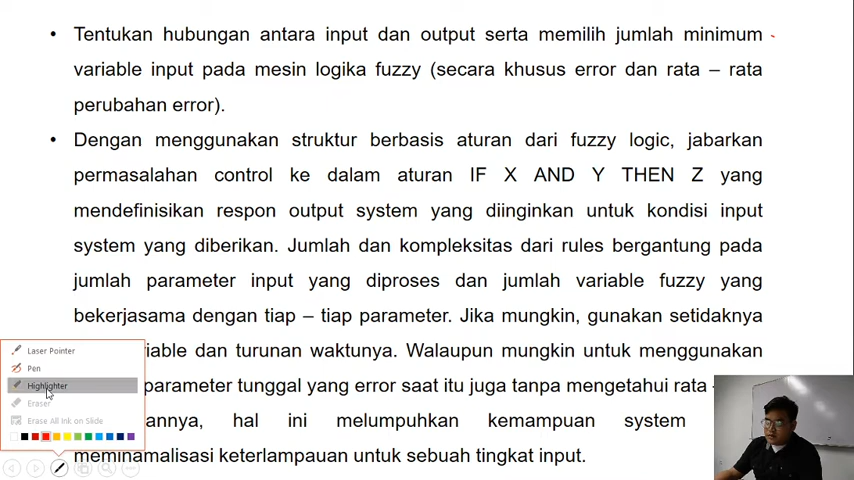 • Tentukan hubungan antara input dan output serta memilih jumlah minimum
variable input pada mesin logika fuzzy (secara khusus error dan rata – rata
perubahan error).
• Dengan menggunakan struktur berbasis aturan dari fuzzy logic, jabarkan
permasalahan control ke dalam aturan IF X AND Y THEN Z yang
mendefinisikan respon output system yang diinginkan untuk kondisi input
system yang diberikan. Jumlah dan kompleksitas dari rules bergantung pada
jumlah parameter input yang diproses dan jumlah variable fuzzy yang
bekerjasama dengan tiap – tiap parameter. Jika mungkin, gunakan setidaknya
iable dan turunan waktunya. Walaupun mungkin untuk menggunakan
parameter tunggal yang error saat itu juga tanpa mengetahui rata
annya, hal ini melumpuhkan kemampuan system
meminamalisasi keterlampauan untuk sebuah tingkat input.
Laser Pointer
Pen
Highlighter
Eraser
Erase All Ink on Slide